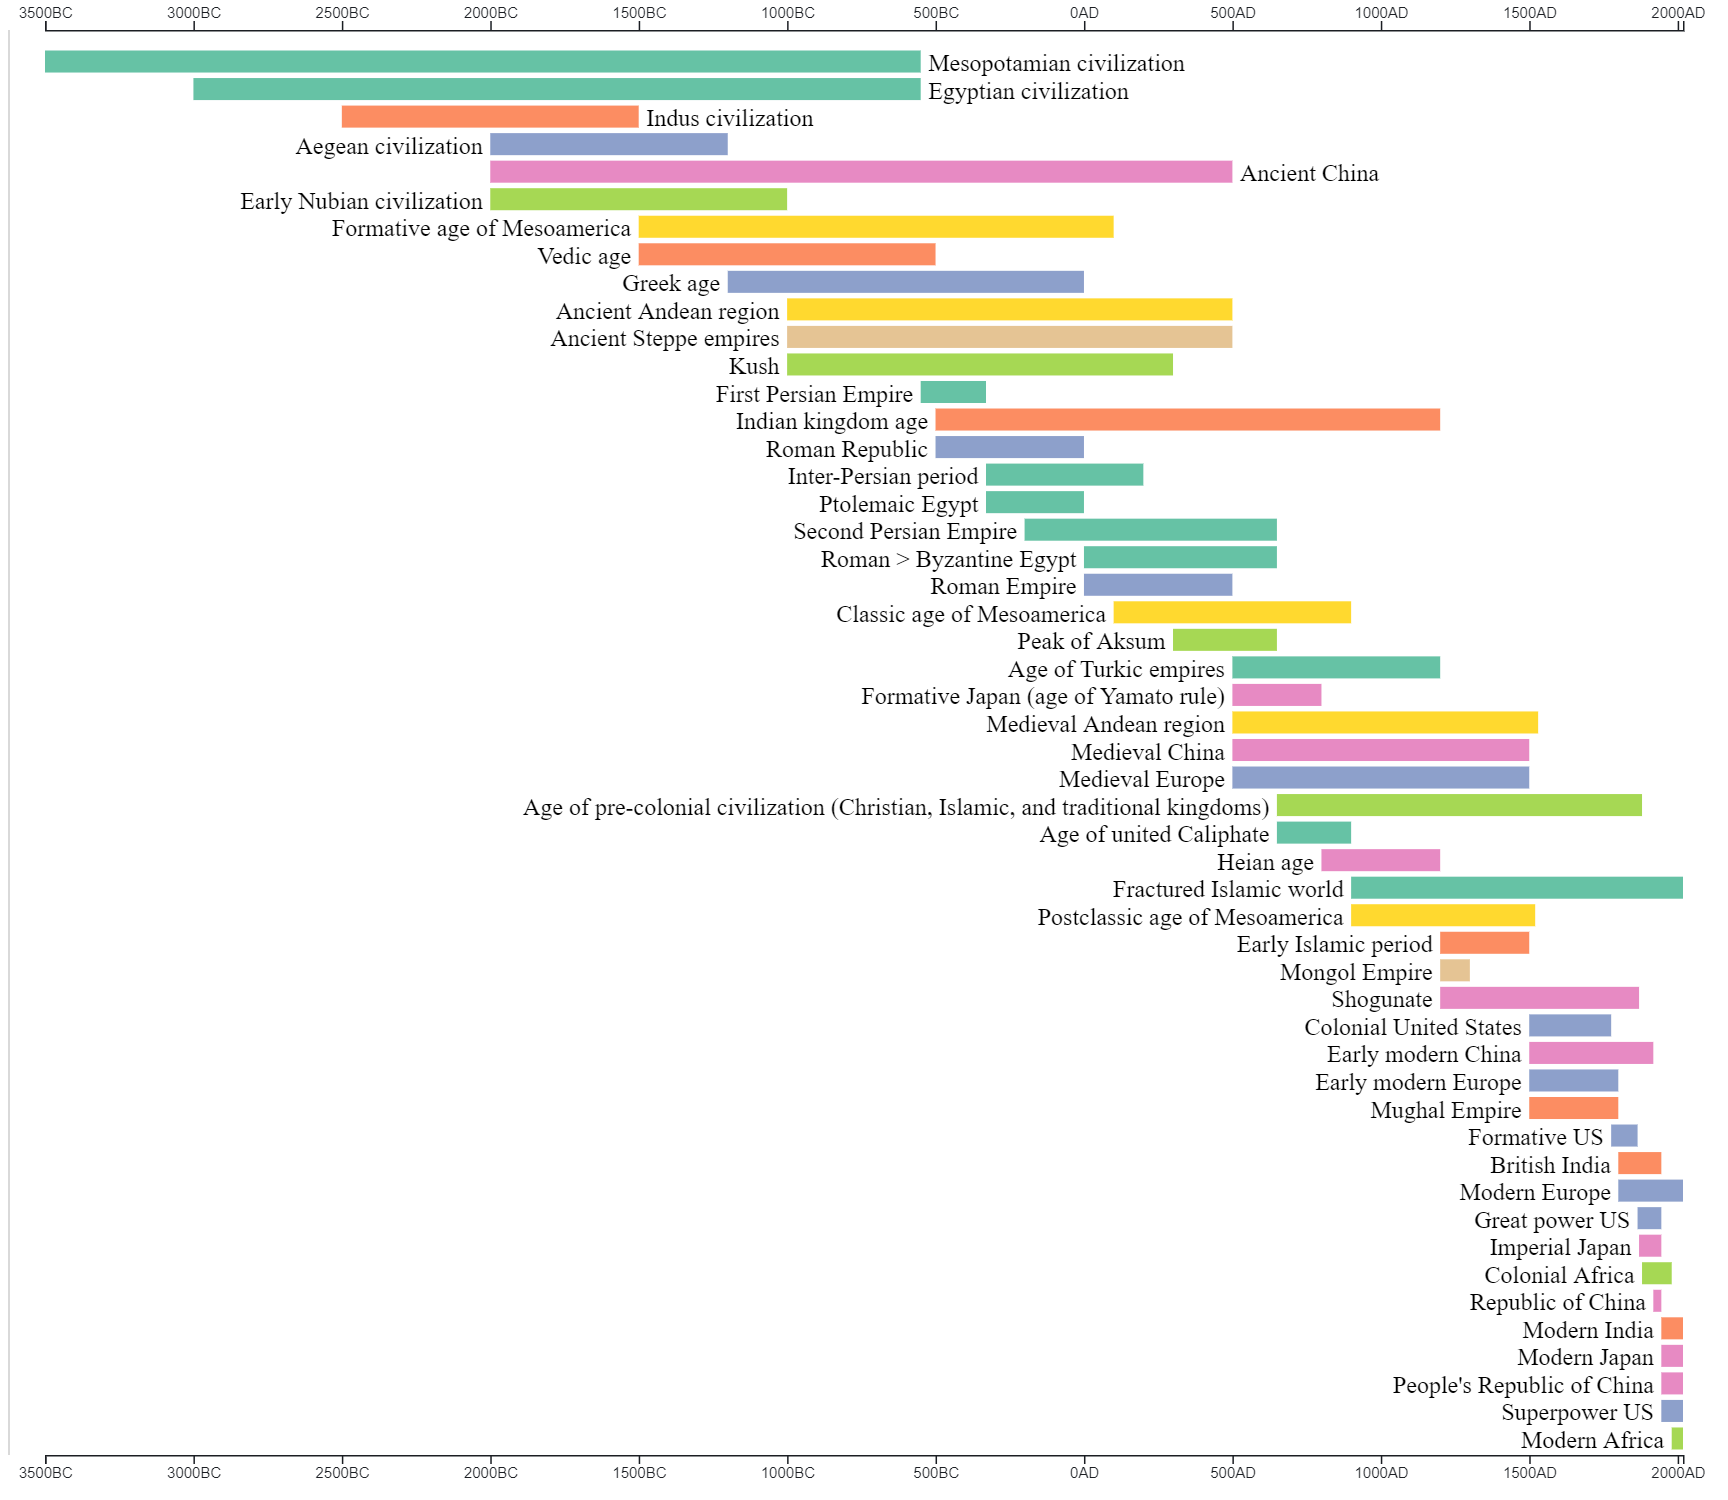 3500BC 3000BC 2500BC 2000BC 1500BC 1000BC 500BC 0AD 500AD 1000AD 1500AD 2000AD
Mesopotamian civilization
Egyptian civilization
Indus civilization
Aegean civilization
Ancient China
Early Nubian civilization
Formative age of Mesoamerica
Vedic age
Greek age
Ancient Andean region
Ancient Steppe empires
Kush
First Persian Empire
Indian kingdom age
Roman Republic
Inter-Persian period
Ptolemaic Egypt
Second Persian Empire
Roman > Byzantine Egypt
Roman Empire
Classic age of Mesoamerica
Peak of Aksum
Age of Turkic empires
Formative Japan (age of Yamato rule)
Medieval Andean region
Medieval China
Medieval Europe
Age of pre-colonial civilization (Christian, Islamic, and traditional kingdoms)
Age of united Caliphate
Heian age
Fractured Islamic world
Postclassic age of Mesoamerica
Early Islamic period
Mongol Empire
Shogunate
Colonial United States
Early modern China
Early modern Europe
Mughal Empire
Formative US
British India
Modern Europe
Great power US
Imperial Japan
Colonial Africa
Republic of China
Modern India
Modern Japan
People's Republic of China
Superpower US
Modern Africa
3500BC 3000BC 2500BC 2000BC 1500BC 1000BC 500BC 0AD 500AD 1000AD 1500AD 2000AD